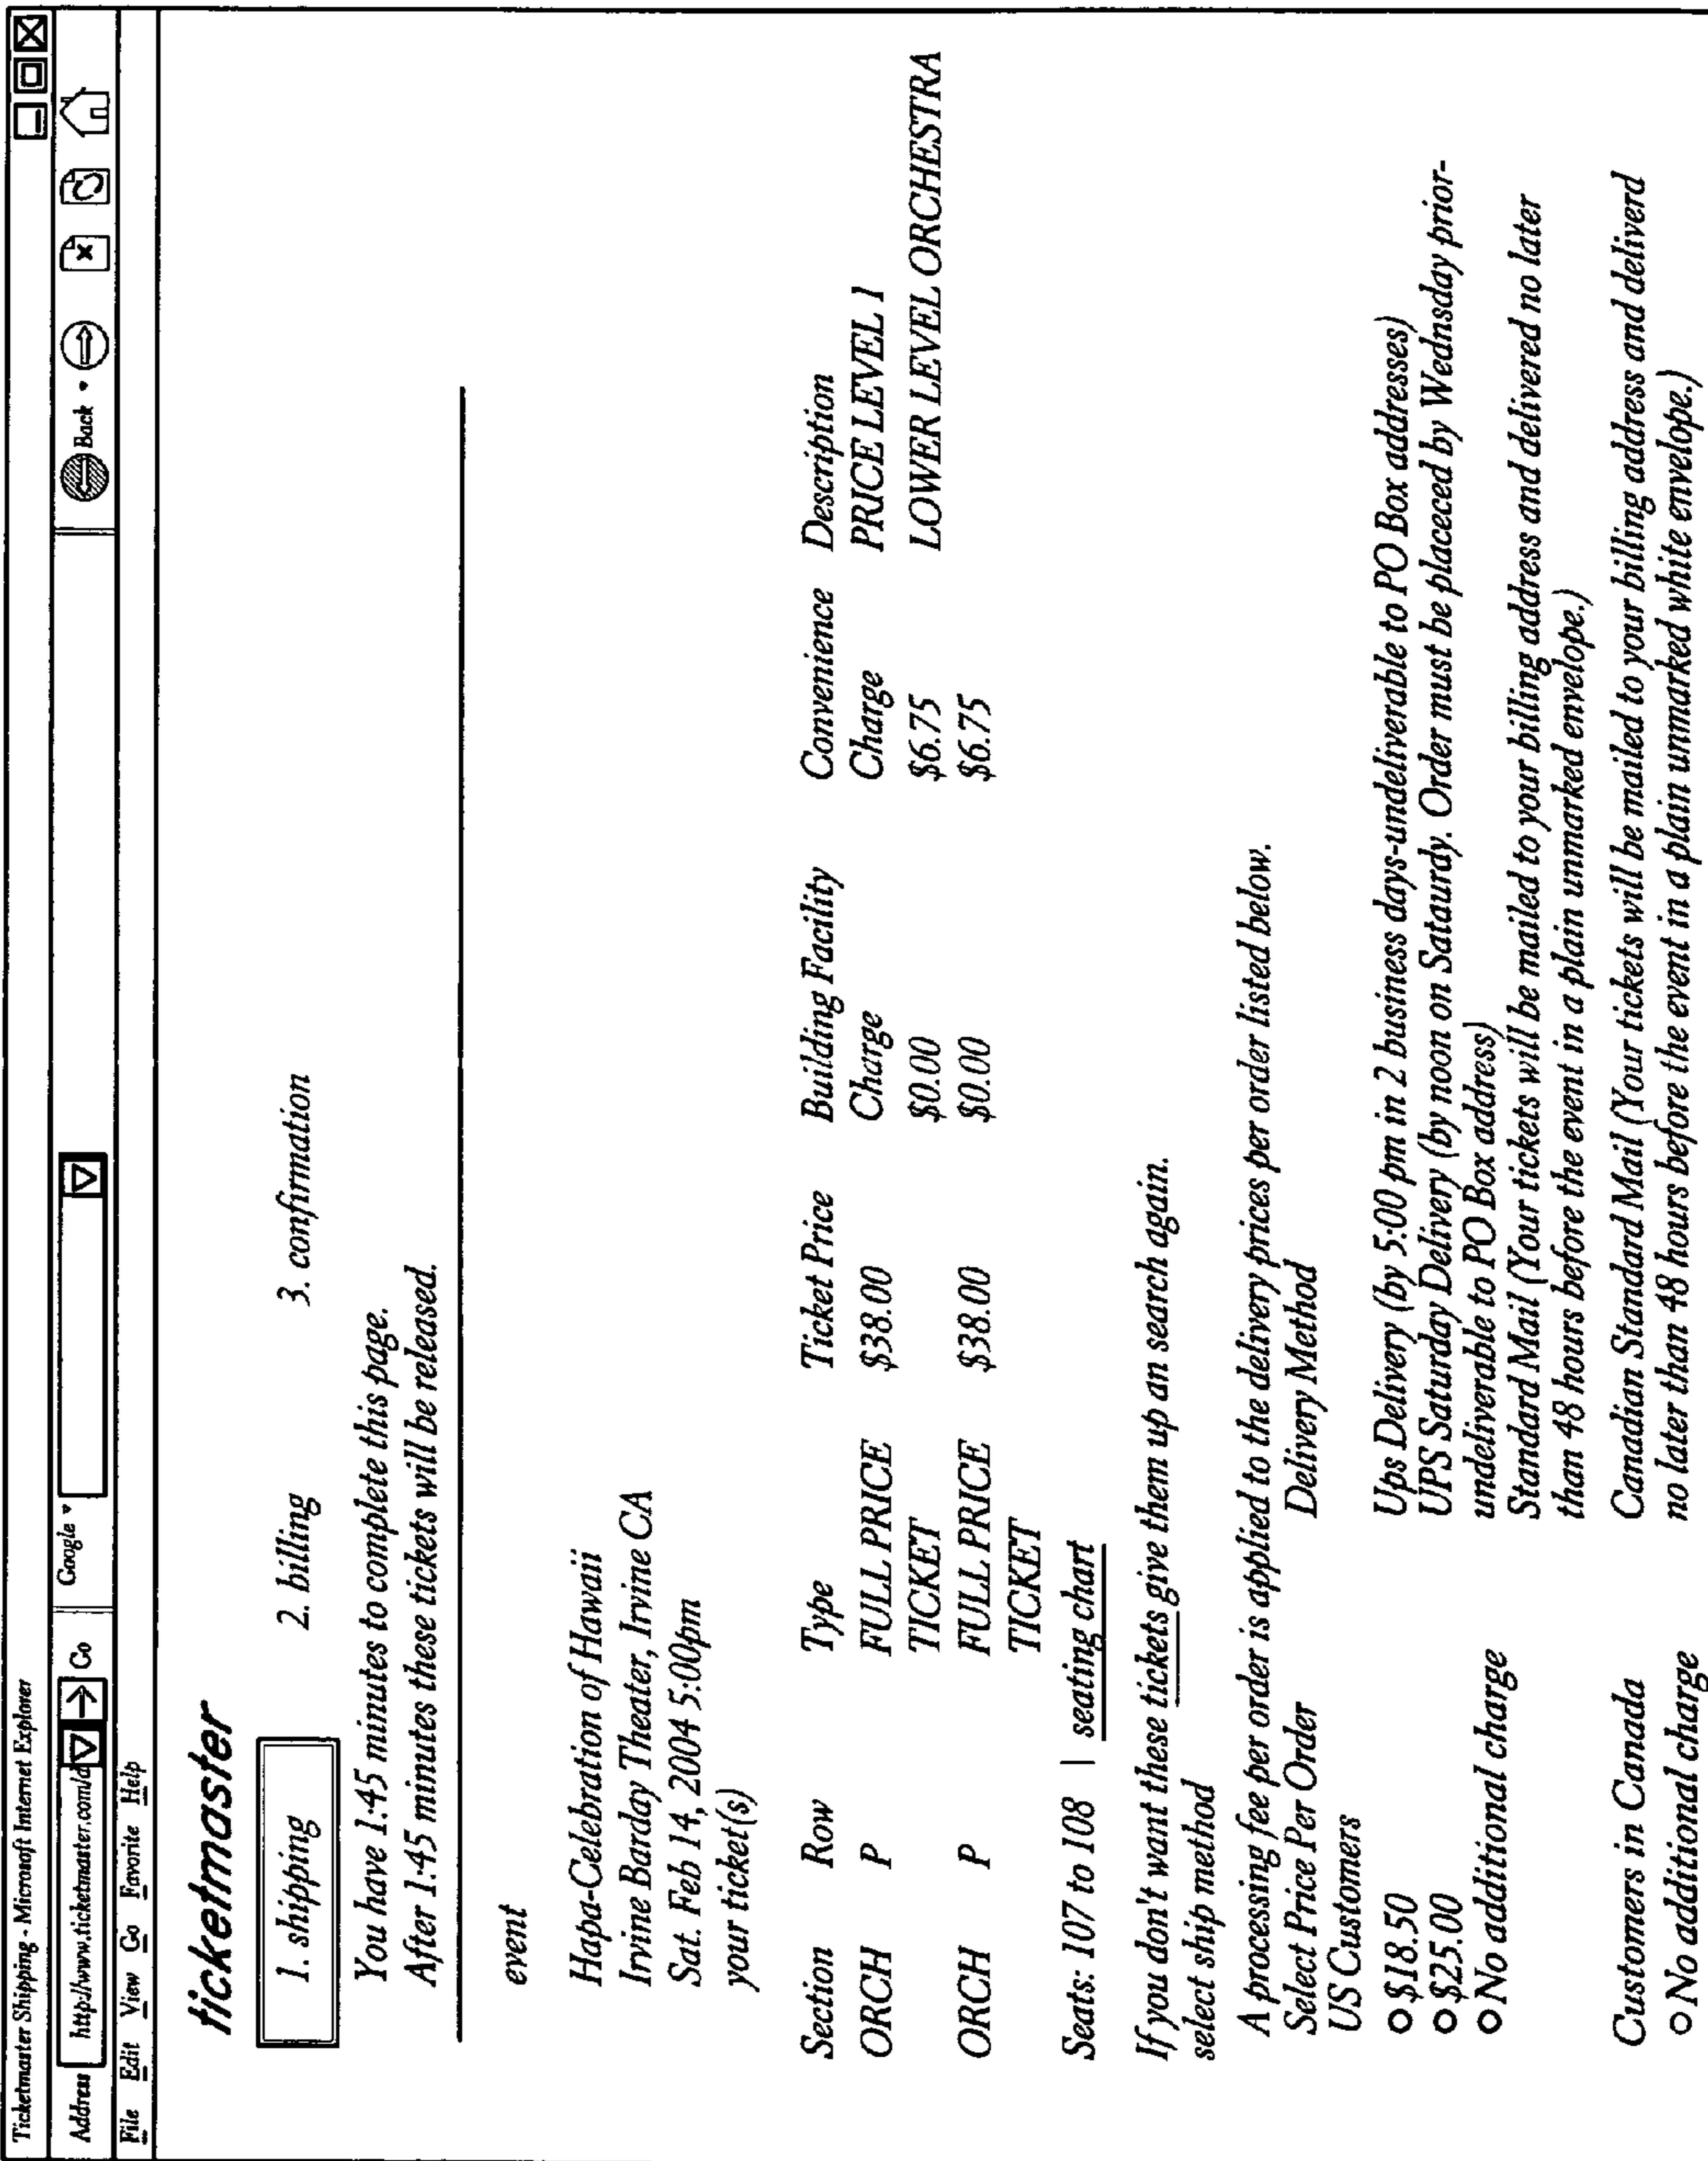 Ticketmaster Shipping - Microsoft Internet Explorer
Address http://www.ticketmaster.com/d Go Google Back
File Edit View Go Favorite Help
ticketmaster
1. shipping 2. billing 3. confirmation
You have 1:45 minutes to complete this page.
After 1:45 minutes these tickets will be released.
event
Hapa-Celebration of Hawaii
Irvine Barday Theater, Irvine CA
Sat. Feb 14, 2004 5:00pm
your ticket(s)
Section Row Type Ticket Price Building Facility Convenience Description
ORCH P FULL PRICE $38.00 Charge Charge PRICE LEVEL 1
TICKET $0.00 $6.75 LOWER LEVEL ORCHESTRA
ORCH P FULL PRICE $38.00 $0.00 $6.75
TICKET
Seats: 107 to 108 | seating chart
If you don't want these tickets give them up an search again.
select ship method
A processing fee per order is applied to the delivery prices per order listed below.
Select Price Per Order Delivery Method
US Customers
$18.50 Ups Delivery (by 5:00 pm in 2 business days-undeliverable to PO Box addresses)
$25.00 UPS Saturday Delivery (by noon on Sataurdy. Order must be placeced by Wednsday prior-
undeliverable to PO Box address)
No additional charge Standard Mail (Your tickets will be mailed to your billing address and delivered no later
than 48 hours before the event in a plain unmarked envelope.)
Customers in Canada Canadian Standard Mail (Your tickets will be mailed to your billing address and deliverd
No additional charge no later than 48 hours before the event in a plain unmarked white envelope.)